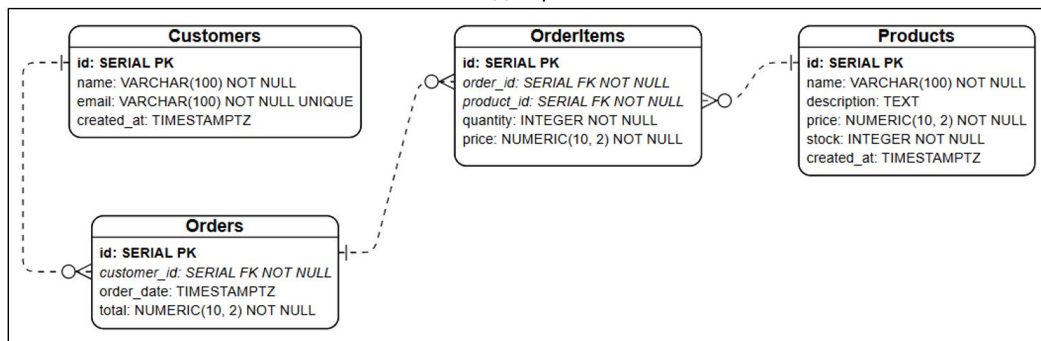 Customers
id: SERIAL PK
name: VARCHAR(100) NOT NULL
email: VARCHAR(100) NOT NULL UNIQUE
created_at: TIMESTAMPTZ
OrderItems
id: SERIAL PK
order_id: SERIAL FK NOT NULL
product_id: SERIAL FK NOT NULL
quantity: INTEGER NOT NULL
price: NUMERIC(10, 2) NOT NULL
Products
id: SERIAL PK
name: VARCHAR(100) NOT NULL
description: TEXT
price: NUMERIC(10, 2) NOT NULL
stock: INTEGER NOT NULL
created_at: TIMESTAMPTZ
Orders
id: SERIAL PK
customer_id: SERIAL FK NOT NULL
order_date: TIMESTAMPTZ
total: NUMERIC(10, 2) NOT NULL